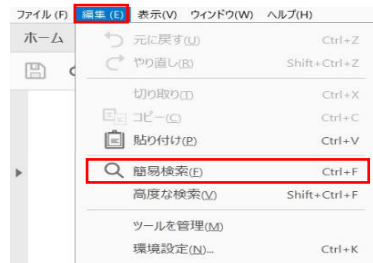 ファイル(F) 編集(E) 表示(V) ウィンドウ(W) ヘルプ(H)
ホーム
元に戻す(U) Ctrl+Z
やり直し(R) Shift+Ctrl+Z
切り取り(T) Ctrl+X
コピー(C) Ctrl+C
貼り付け(P) Ctrl+V
簡易検索(F) Ctrl+F
高度な検索(V) Shift+Ctrl+F
ツールを管理(M)
環境設定(N)... Ctrl+K